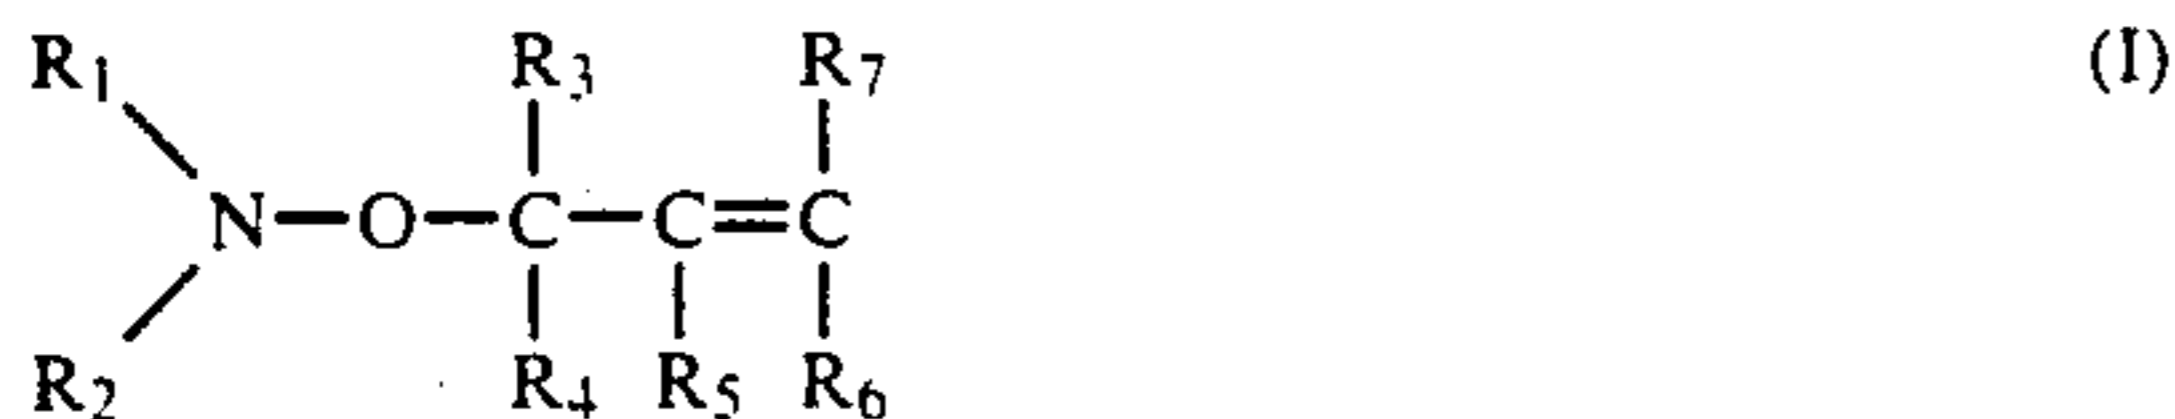 R1 R3 R7 (I)
N—O—C—C=C
R2 R4 R5 R6